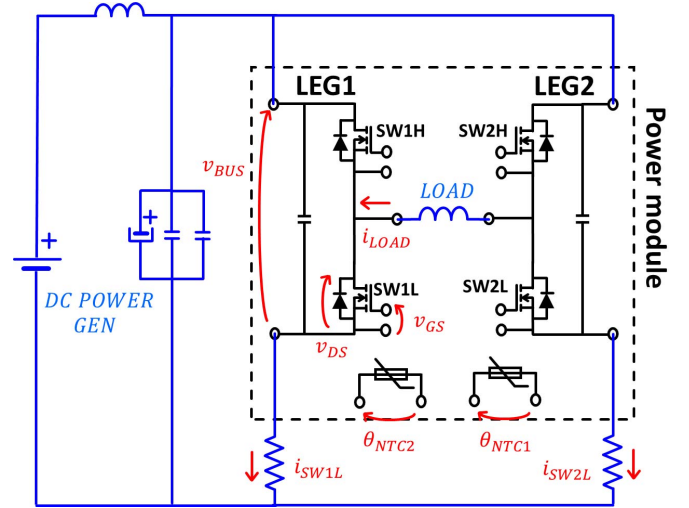 LEG1
LEG2
SW1H
SW2H
Power module
v_BUS
LOAD
i_LOAD
+
+
DC POWER
GEN
SW1L
SW2L
v_GS
v_DS
θ_NTC2
θ_NTC1
i_SW1L
i_SW2L